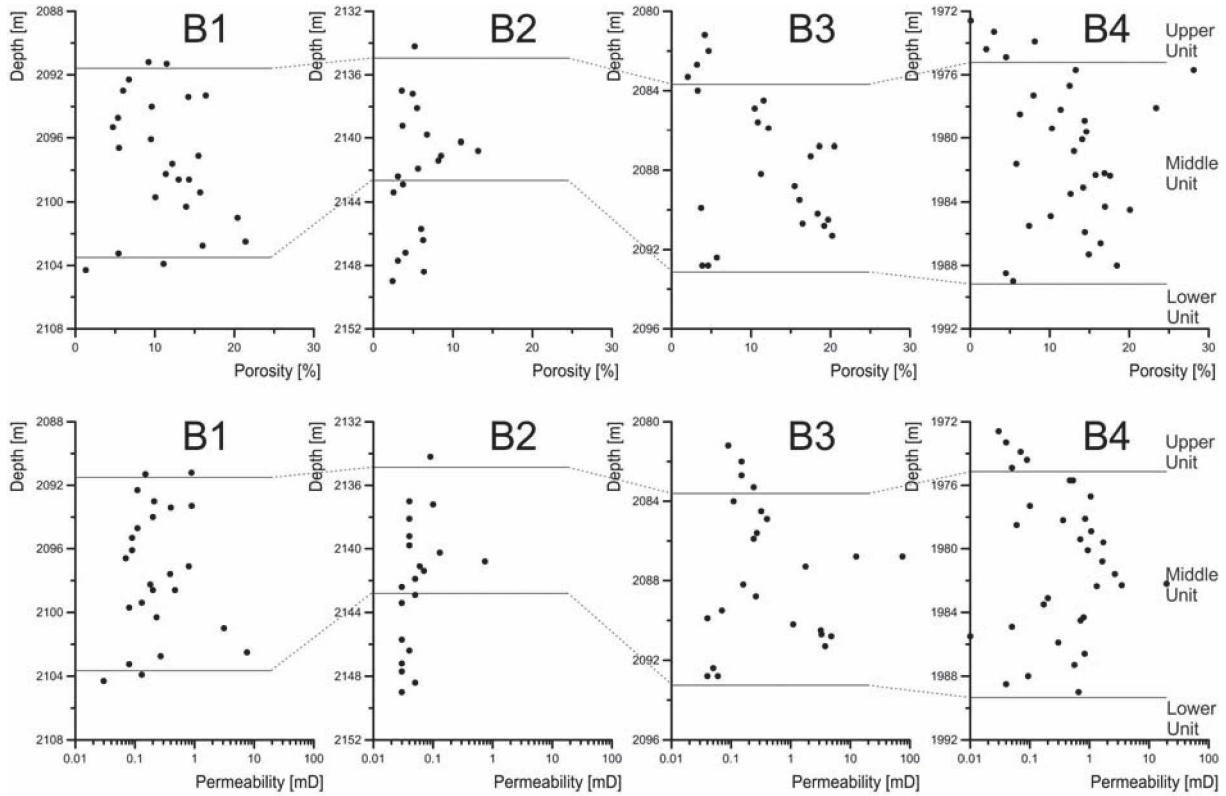 B1
B2
B3
B4
Depth [m]
2088
2092
2096
2100
2104
2108
0
10
20
30
Porosity [%]
Depth [m]
2132
2136
2140
2144
2148
2152
0
10
20
30
Porosity [%]
Depth [m]
2080
2084
2088
2092
2096
0
10
20
30
Porosity [%]
Depth [m]
1972
1976
1980
1984
1988
1992
0
10
20
30
Porosity [%]
Upper
Unit
Middle
Unit
Lower
Unit
B1
B2
B3
B4
Depth [m]
2088
2092
2096
2100
2104
2108
0.01
0.1
1
10
100
Permeability [mD]
Depth [m]
2132
2136
2140
2144
2148
2152
0.01
0.1
1
10
100
Permeability [mD]
Depth [m]
2080
2084
2088
2092
2096
0.01
0.1
1
10
100
Permeability [mD]
Depth [m]
1972
1976
1980
1984
1988
1992
0.01
0.1
1
10
100
Permeability [mD]
Upper
Unit
Middle
Unit
Lower
Unit